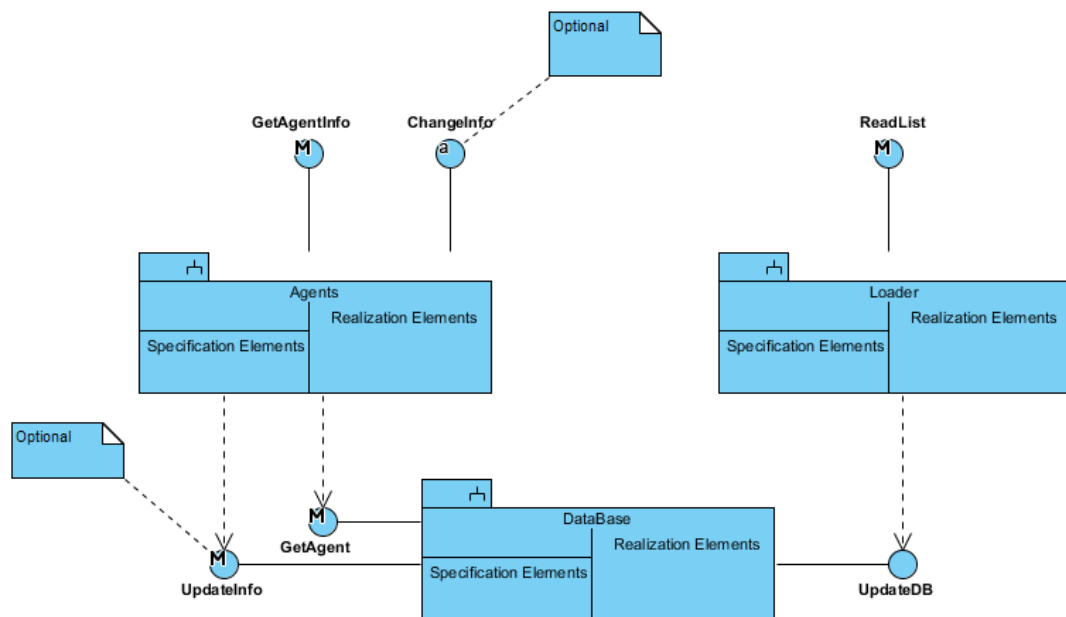 Optional
GetAgentInfo
ChangeInfo
ReadList
M
a
M
Agents
Realization Elements
Specification Elements
Loader
Realization Elements
Specification Elements
Optional
M
GetAgent
M
UpdateInfo
DataBase
Realization Elements
Specification Elements
UpdateDB